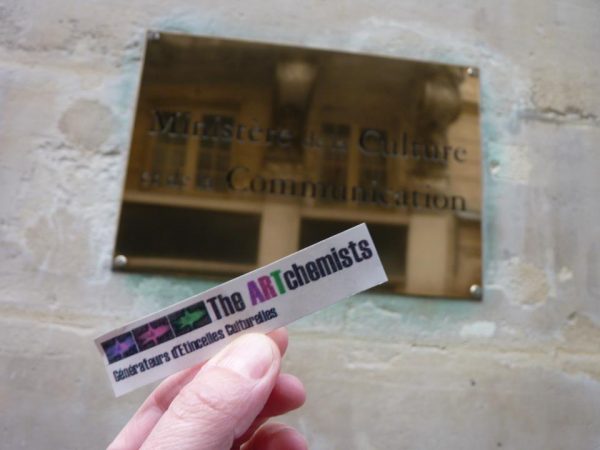 Ministère de la Culture
et de la Communication
The ARTchemists
Générateurs d'Etincelles Culturelles